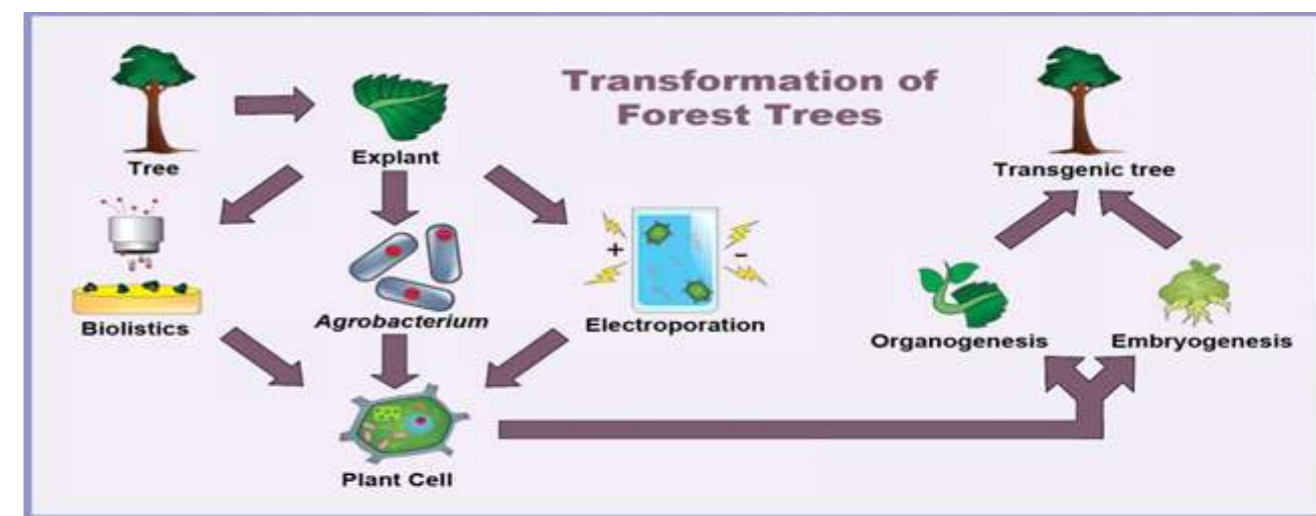 Transformation of
Forest Trees
Tree
Explant
Transgenic tree
+
-
Biolistics
Agrobacterium
Electroporation
Organogenesis
Embryogenesis
Plant Cell